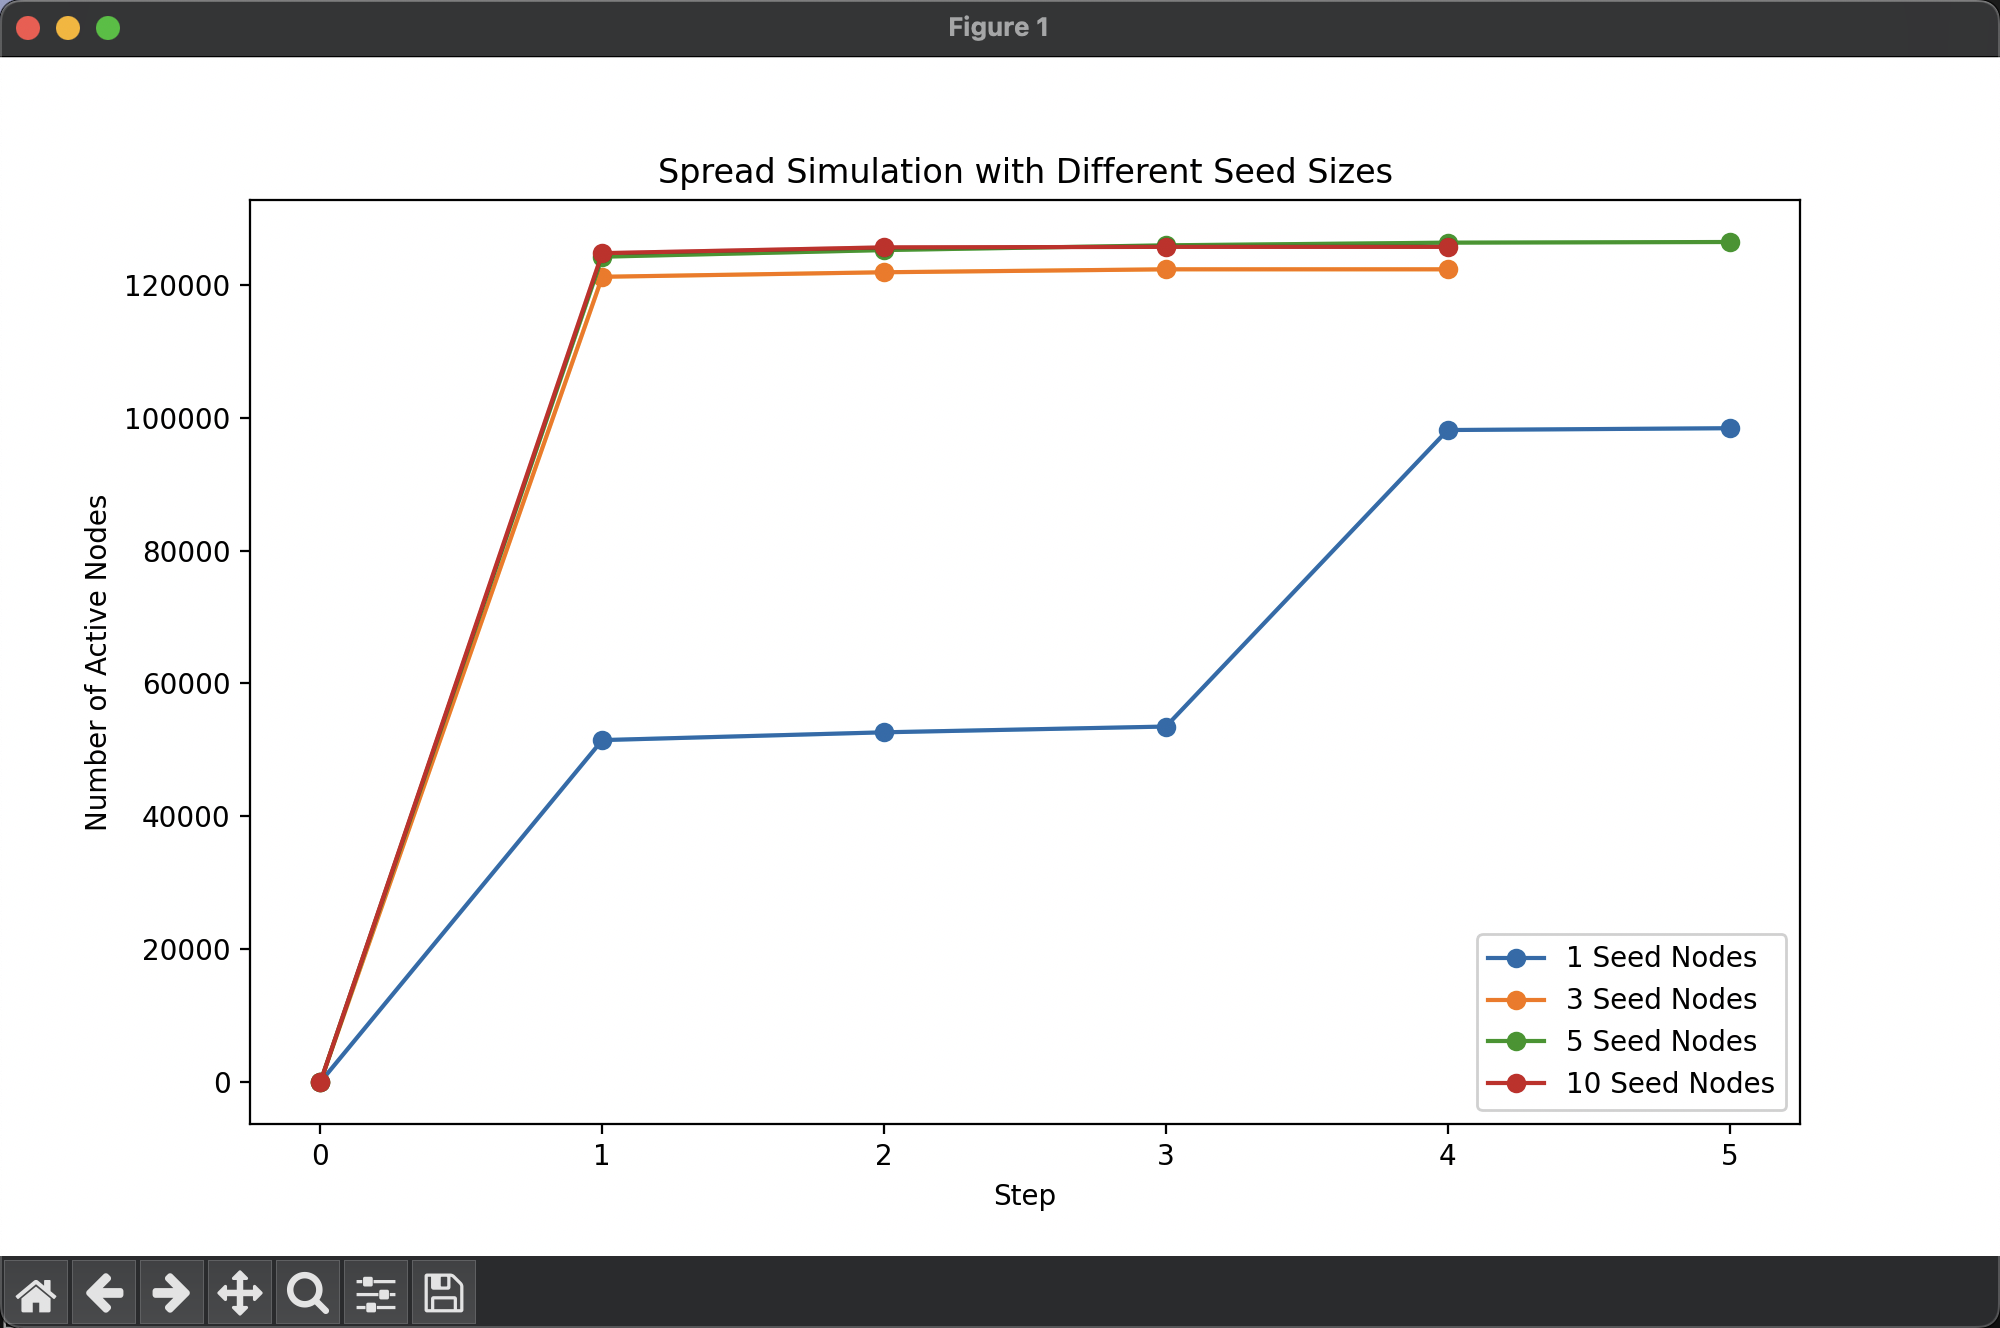 Figure 1
Spread Simulation with Different Seed Sizes
120000
100000
80000
60000
40000
20000
0
Number of Active Nodes
0 1 2 3 4 5
Step
1 Seed Nodes
3 Seed Nodes
5 Seed Nodes
10 Seed Nodes